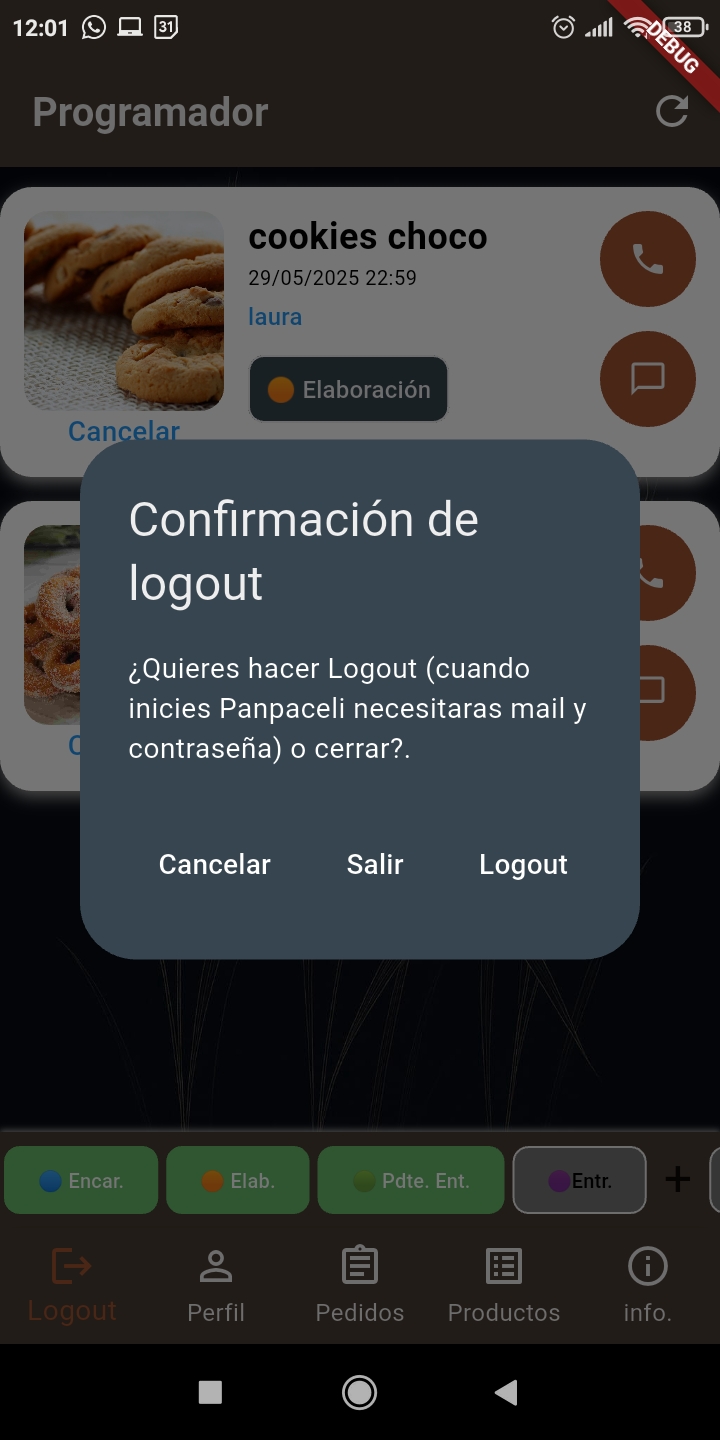 12:01
31
38
DEBUG
Programador
cookies choco
29/05/2025 22:59
laura
Elaboración
Cancelar
Confirmación de
logout
¿Quieres hacer Logout (cuando
inicies Panpaceli necesitaras mail y
contraseña) o cerrar?.
Cancelar Salir Logout
Encar. Elab. Pdte. Ent. Entr.
Logout Perfil Pedidos Productos info.